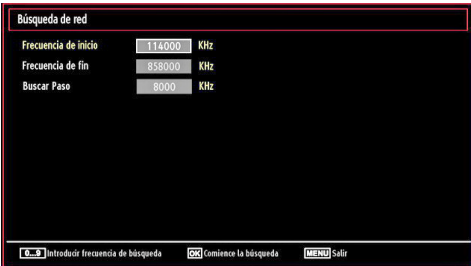 Búsqueda de red
Frecuencia de inicio 114000 KHz
Frecuencia de fin 858000 KHz
Buscar Paso 8000 KHz
0...9 Introducir frecuencia de búsqueda OK Comience la búsqueda MENU Salir